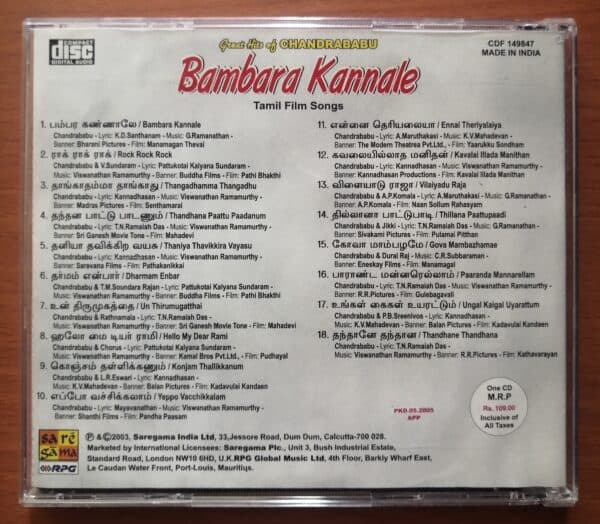 COMPACT
disc
DIGITAL AUDIO
Great Hits of CHANDRABABU
Bambara Kannale
Tamil Film Songs
CDF 149847
MADE IN INDIA
1. பம்பர கண்ணாலே / Bambara Kannale
Chandrababu - Lyric: K.D.Santhanam - Music: G.Ramanathan -
Banner: Bharani Pictures - Film: Manamagan Thevai
2. ராக் ராக் ராக் / Rock Rock Rock
Chandrababu & V.Sundaram - Lyric: Pattukotai Kalyana Sundaram -
Music: Viswanathan Ramamurthy - Banner: Buddha Films - Film: Pathi Bhakthi
3. தாங்காதம்மா தாங்காது / Thangadhamma Thangadhu
Chandrababu - Lyric: Kannadhasan - Music: Viswanathan Ramamurthy -
Banner: Madras Pictures - Film: Senthamarai
4. தந்தன பாட்டு பாடணும் / Thandhana Paattu Paadanum
Chandrababu - Lyric: T.N.Ramaiah Das - Music: Viswanathan Ramamurthy -
Banner: Sri Ganesh Movie Tone - Film: Mahadevi
5. தனியா தவிக்கிற வயசு / Thaniya Thavikkira Vayasu
Chandrababu - Lyric: Kannadhasan - Music: Viswanathan Ramamurthy -
Banner: Saravana Films - Film: Pathakanikkai
6. தர்மம் என்பார் / Dharmam Enbar
Chandrababu & T.M.Soundara Rajan - Lyric: Pattukotai Kalyana Sundaram -
Music: Viswanathan Ramamurthy - Banner: Buddha Films - Film: Pathi Bhakthi
7. உன் திருமுகத்தை / Un Thirumugatthai
Chandrababu & Rathnamala - Lyric: T.N.Ramaiah Das -
Music: Viswanathan Ramamurthy - Banner: Sri Ganesh Movie Tone - Film: Mahadevi
8. ஹலோ மை டியர் ராமி / Hello My Dear Rami
Chandrababu & Chorus - Lyric: Pattukotai Kalyana Sundaram -
Music: Viswanathan Ramamurthy - Banner: Kamal Bros Pvt.Ltd., - Film: Pudhayal
9. கொஞ்சம் தள்ளிக்கணும் / Konjam Thallikkanum
Chandrababu & L.R.Eswari - Lyric: Kannadhasan -
Music: K.V.Mahadevan - Banner: Balan Pictures - Film: Kadavulai Kandaen
10. எப்போ வச்சிக்கலாம் / Yeppo Vacchikkalam
Chandrababu - Lyric: Mayavanathan - Music: Viswanathan Ramamurthy -
Banner: Shanthi Films - Film: Pandha Paasam
11. என்னை தெரியலையா / Ennai Theriyalaiya
Chandrababu - Lyric: A.Maruthakasi - Music: K.V.Mahadevan -
Banner: The Modern Theatrea Pvt.Ltd., - Film: Yaarukku Sondham
12. கவலையில்லாத மனிதன் / Kavalai Illada Manithan
Chandrababu - Lyric: Kannadhasan - Music: Viswanathan Ramamurthy - Banner:
Kannadhasan Productions - Film: Kavalai Illada Manithan
13. விளையாடு ராஜா / Vilaiyadu Raja
Chandrababu & A.P.Komala - Lyric: A.Maruthakasi - Music: G.Ramanathan -
Banner: A.P.Komala - Film: Naan Sollum Rahasyam
14. தில்லானா பாட்டுபாடி / Thillana Paattupaadi
Chandrababu & Jikki - Lyric: T.N.Ramaiah Das - Music: G.Ramanathan -
Banner: Sivakami Pictures - Film: Pulamai Pitthan
15. கோவா மாம்பழமே / Gova Mambazhamae
Chandrababu & Durai Raj - Music: C.R.Subbaraman -
Banner: Eneskay Films - Film: Manamagal
16. பாராண்ட மன்னரெல்லாம் / Paaranda Mannarellam
Chandrababu - Lyric: T.N.Ramaiah Das - Music: Viswanathan Ramamurthy -
Banner: R.R.Pictures - Film: Gulebagavali
17. உங்கள் கைகள் உயரட்டும் / Ungal Kaigal Uyarattum
Chandrababu & P.B.Sreenivos - Lyric: Kannadhasan -
Music: K.V.Mahadevan - Banner: Balan Pictures - Film: Kadavulai Kandaen
18. தந்தானே தந்தான / Thandhane Thandhana
Chandrababu - Lyric: T.N.Ramaiah Das -
Music: Viswanathan Ramamurthy - Banner: R.R.Pictures - Film: Kathavarayan
PKD.05.2005
APP
One CD
M.R.P
Rs. 109.00
Inclusive of
All Taxes
sa re
ga ma
RPG
℗ &©2003. Saregama India Ltd, 33,Jessore Road, Dum Dum, Calcutta-700 028.
Marketed by International Licensees: Saregama Plc., Unit 3, Bush Industrial Estate,
Standard Road, London NW10 6HD, U.K.RPG Global Music Ltd, 4th Floor, Barkly Wharf East,
Le Caudan Water Front, Port-Louis, Mauritius.